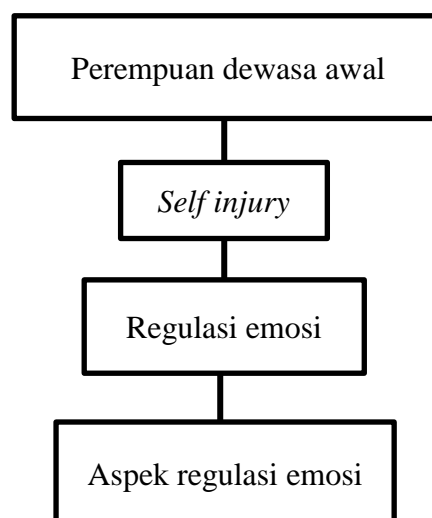 Perempuan dewasa awal
Self injury
Regulasi emosi
Aspek regulasi emosi